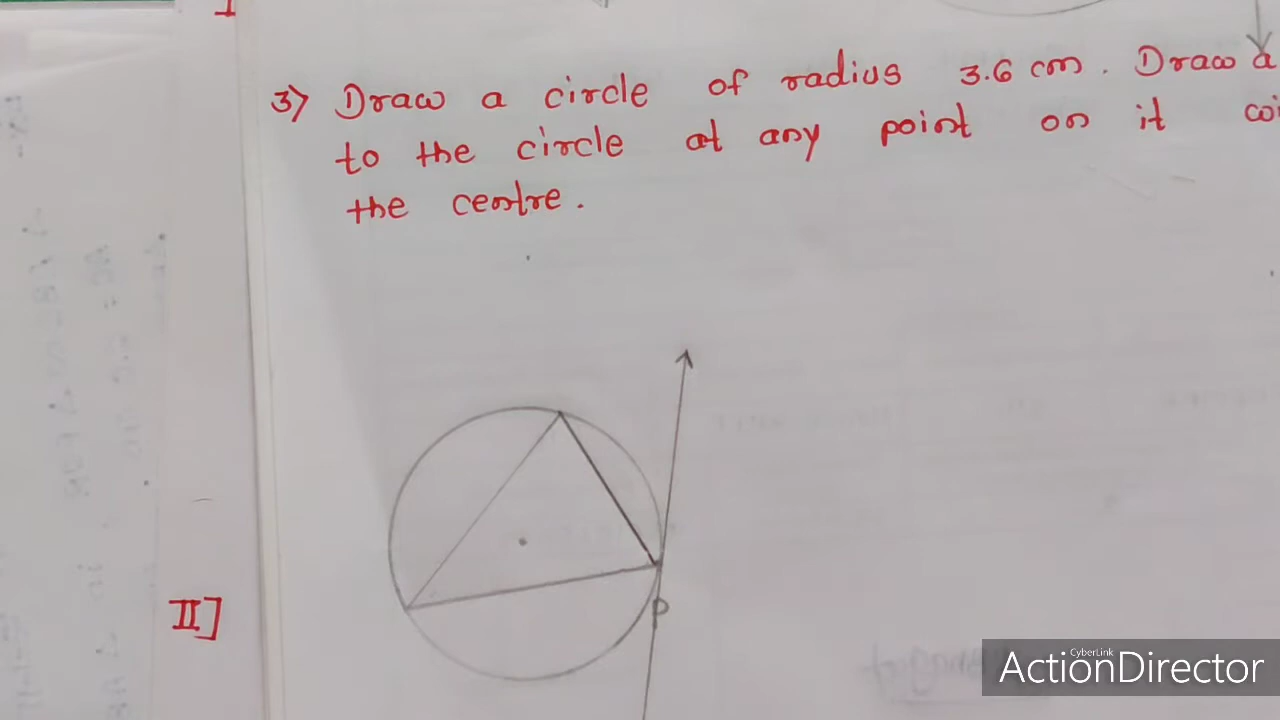 3) Draw a circle of radius 3.6 cm. Draw a
to the circle at any point on it
the centre.
P
II]
CyberLink
ActionDirector